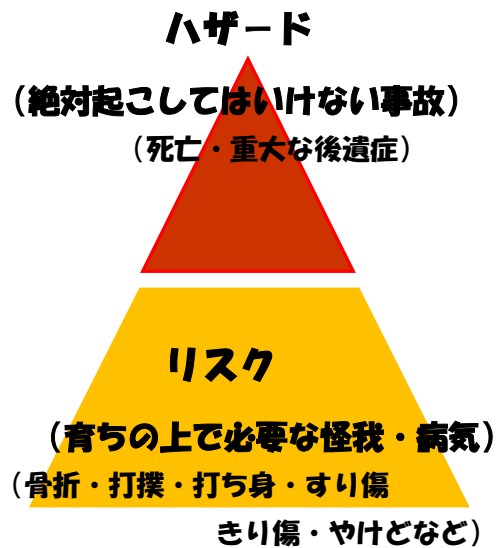 ハザード
（絶対起こしてはいけない事故）
（死亡・重大な後遺症）
リスク
（育ちの上で必要な怪我・病気）
（骨折・打撲・打ち身・すり傷
きり傷・やけどなど）